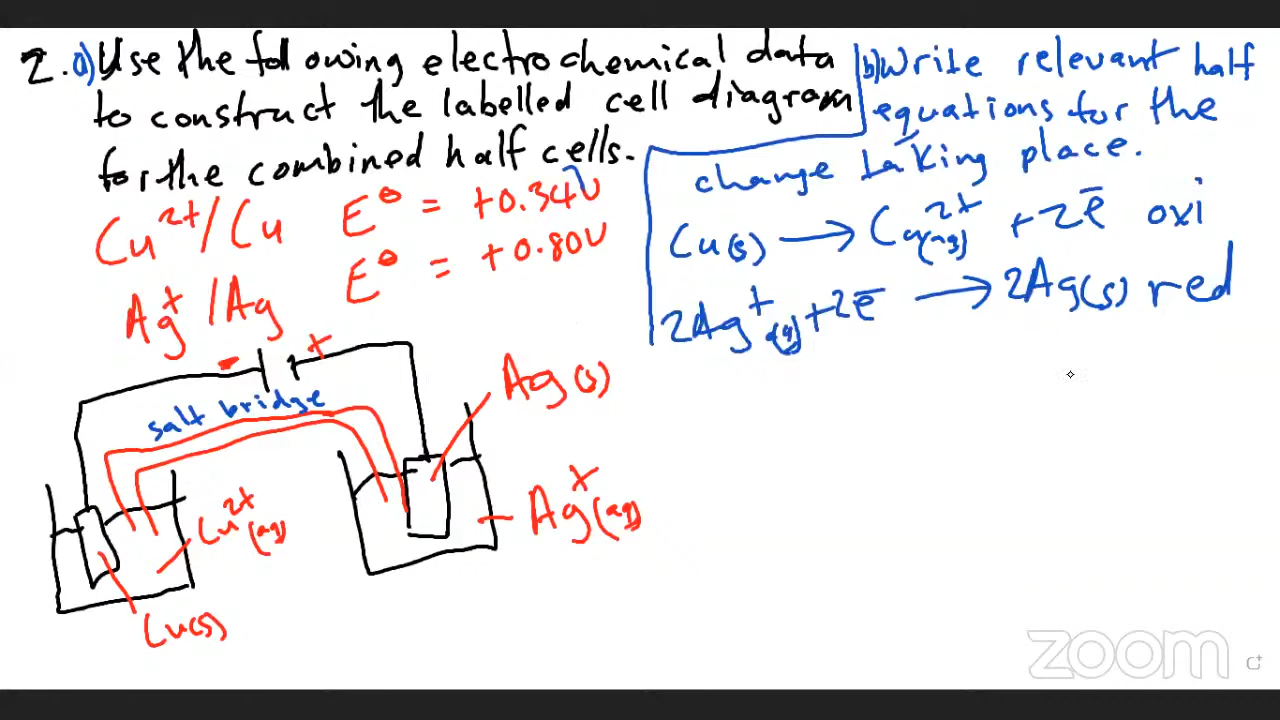 2. a) Use the following electrochemical data
to construct the labelled cell diagram
for the combined half cells.
Cu²⁺/Cu E^⊖ = +0.34V
Ag⁺/Ag E^⊖ = +0.80V
b) Write relevant half
equations for the
change taking place.
Cu(s) → Cu²⁺(aq) + 2ē oxi
2Ag⁺(aq) + 2ē → 2Ag(s) red
- +
salt bridge
Ag(s)
Cu²⁺(aq)
Ag⁺(aq)
Cu(s)
zoom